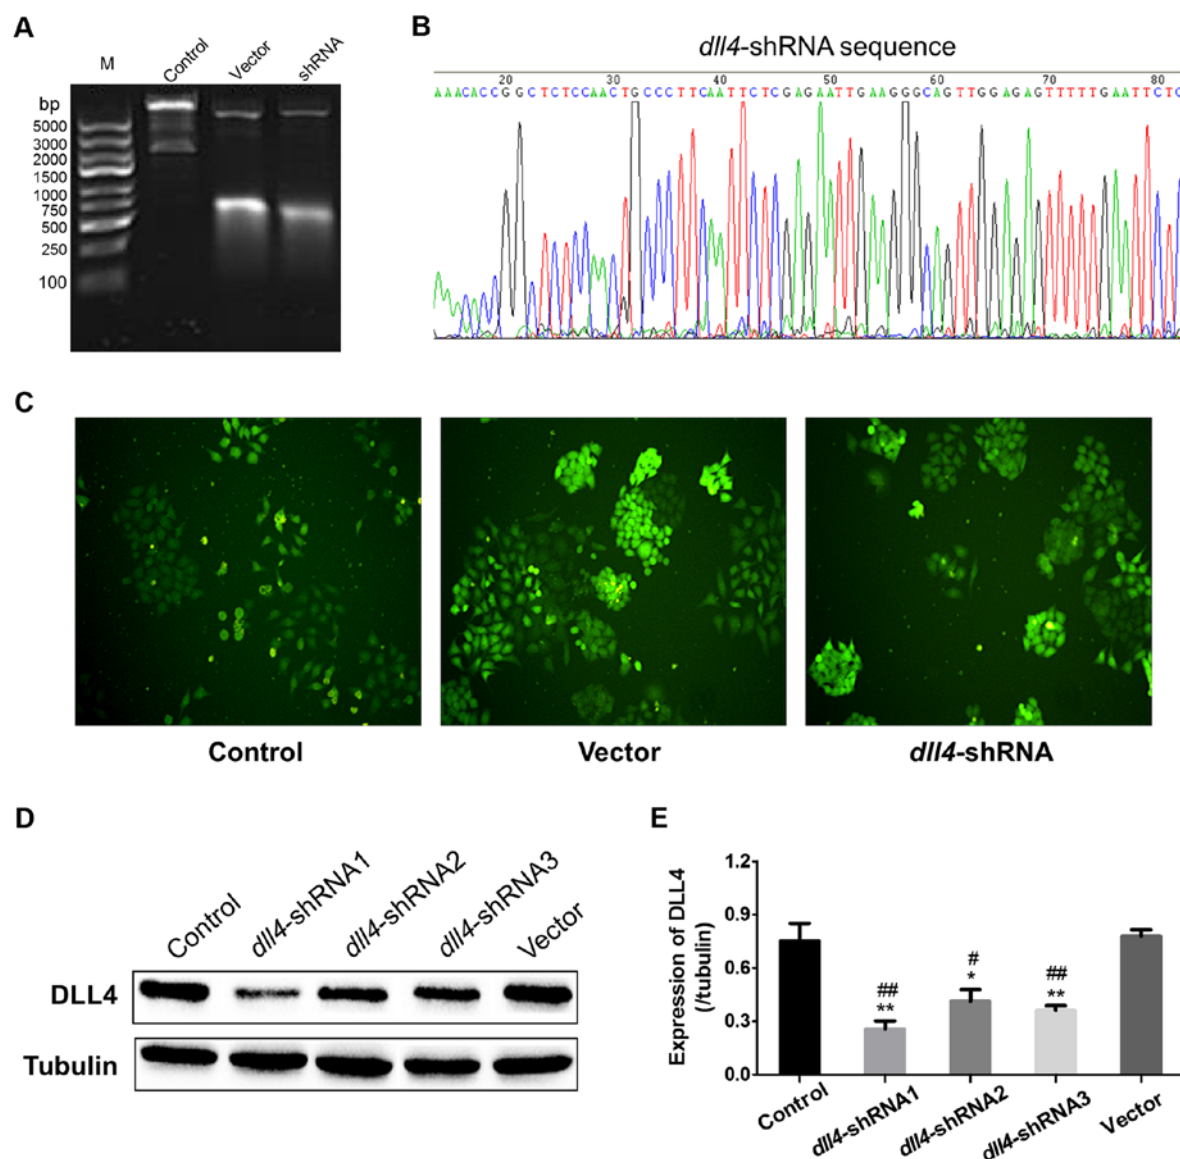 A
M
Control
Vector
shRNA
bp
5000
3000
2000
1500
1000
750
500
250
100
B
dll4-shRNA sequence
20 30 40 50 60 70 80
AAACACCGGCTCTCCAACTGCCCTTCAATTCTCGAGAATTGAAGGGCAGTTGGAGAGTTTTTGAATTCTC
C
Control
Vector
dll4-shRNA
D
Control
dll4-shRNA1
dll4-shRNA2
dll4-shRNA3
Vector
DLL4
Tubulin
E
Expression of DLL4
(/tubulin)
1.2
0.9
0.6
0.3
0.0
##
**
#
*
##
**
Control
dll4-shRNA1
dll4-shRNA2
dll4-shRNA3
Vector